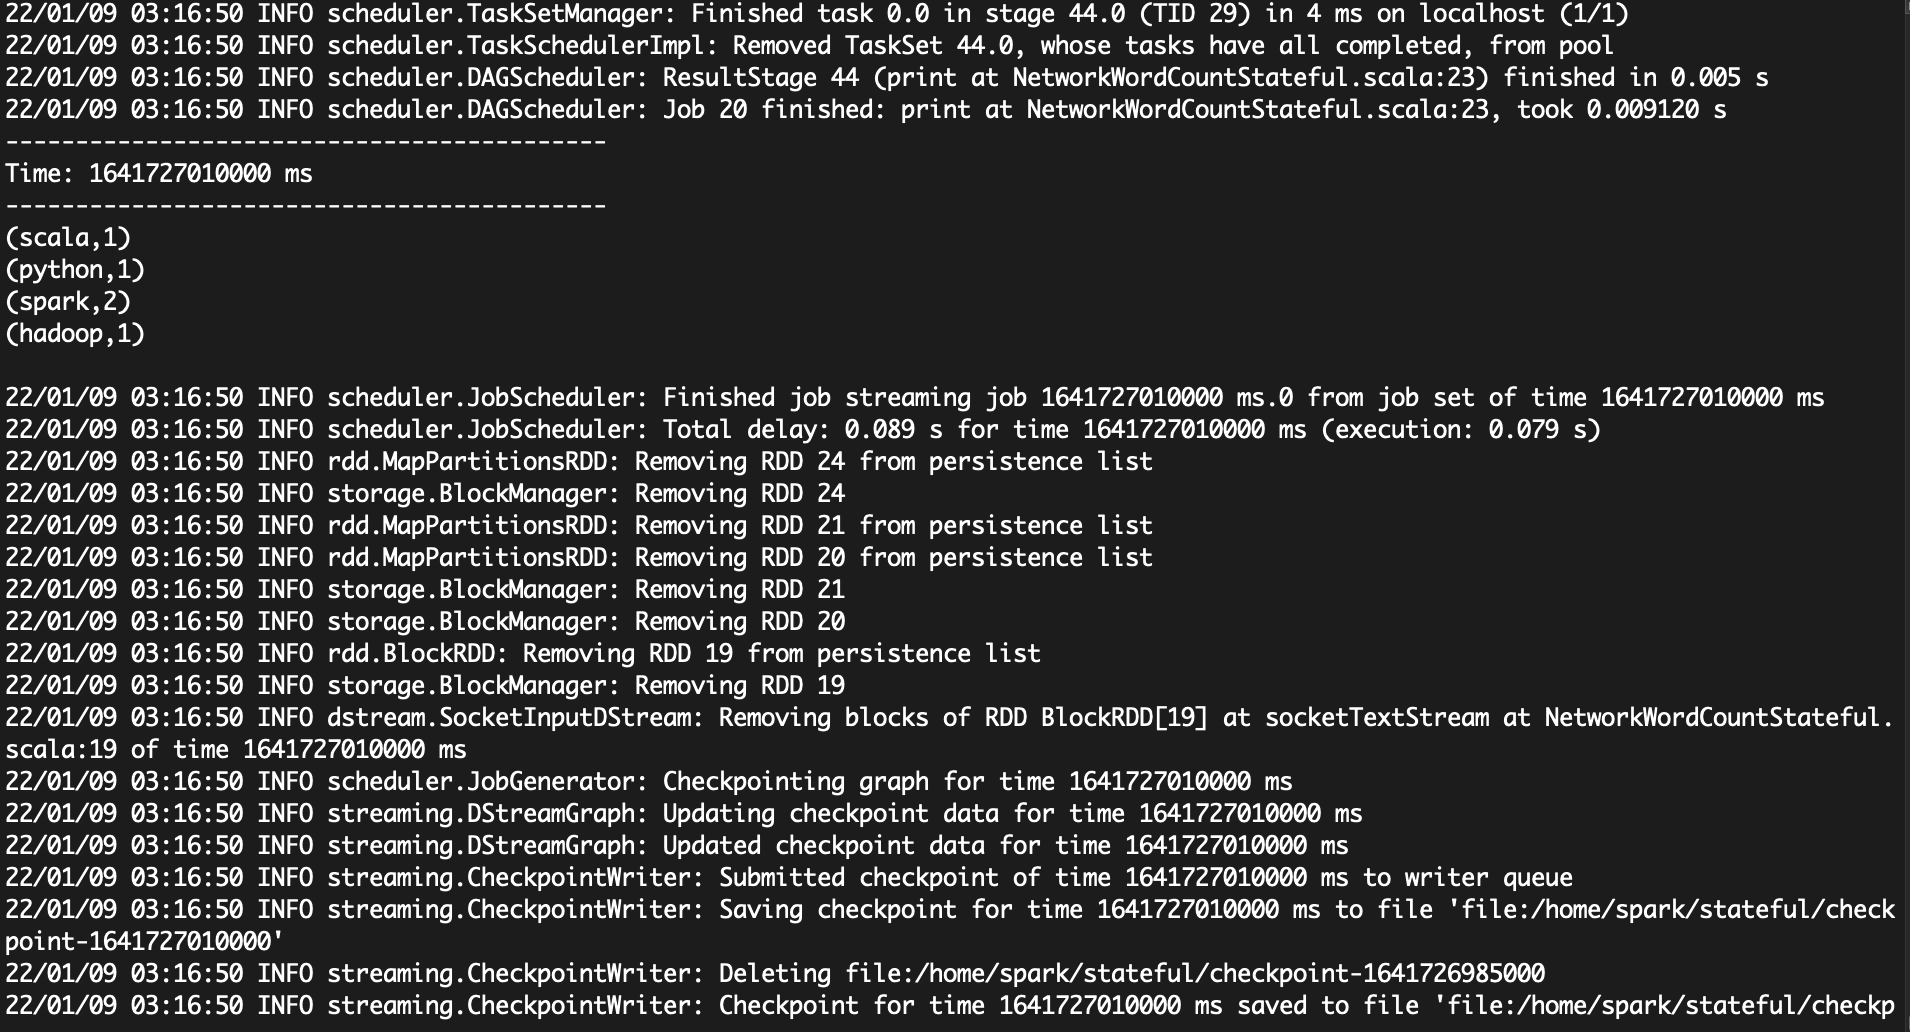 22/01/09 03:16:50 INFO scheduler.TaskSetManager: Finished task 0.0 in stage 44.0 (TID 29) in 4 ms on localhost (1/1)
22/01/09 03:16:50 INFO scheduler.TaskSchedulerImpl: Removed TaskSet 44.0, whose tasks have all completed, from pool
22/01/09 03:16:50 INFO scheduler.DAGScheduler: ResultStage 44 (print at NetworkWordCountStateful.scala:23) finished in 0.005 s
22/01/09 03:16:50 INFO scheduler.DAGScheduler: Job 20 finished: print at NetworkWordCountStateful.scala:23, took 0.009120 s
-------------------------------------------
Time: 1641727010000 ms
-------------------------------------------
(scala,1)
(python,1)
(spark,2)
(hadoop,1)
22/01/09 03:16:50 INFO scheduler.JobScheduler: Finished job streaming job 1641727010000 ms.0 from job set of time 1641727010000 ms
22/01/09 03:16:50 INFO scheduler.JobScheduler: Total delay: 0.089 s for time 1641727010000 ms (execution: 0.079 s)
22/01/09 03:16:50 INFO rdd.MapPartitionsRDD: Removing RDD 24 from persistence list
22/01/09 03:16:50 INFO storage.BlockManager: Removing RDD 24
22/01/09 03:16:50 INFO rdd.MapPartitionsRDD: Removing RDD 21 from persistence list
22/01/09 03:16:50 INFO rdd.MapPartitionsRDD: Removing RDD 20 from persistence list
22/01/09 03:16:50 INFO storage.BlockManager: Removing RDD 21
22/01/09 03:16:50 INFO storage.BlockManager: Removing RDD 20
22/01/09 03:16:50 INFO rdd.BlockRDD: Removing RDD 19 from persistence list
22/01/09 03:16:50 INFO storage.BlockManager: Removing RDD 19
22/01/09 03:16:50 INFO dstream.SocketInputDStream: Removing blocks of RDD BlockRDD[19] at socketTextStream at NetworkWordCountStateful.
scala:19 of time 1641727010000 ms
22/01/09 03:16:50 INFO scheduler.JobGenerator: Checkpointing graph for time 1641727010000 ms
22/01/09 03:16:50 INFO streaming.DStreamGraph: Updating checkpoint data for time 1641727010000 ms
22/01/09 03:16:50 INFO streaming.DStreamGraph: Updated checkpoint data for time 1641727010000 ms
22/01/09 03:16:50 INFO streaming.CheckpointWriter: Submitted checkpoint of time 1641727010000 ms to writer queue
22/01/09 03:16:50 INFO streaming.CheckpointWriter: Saving checkpoint for time 1641727010000 ms to file 'file:/home/spark/stateful/check
point-1641727010000'
22/01/09 03:16:50 INFO streaming.CheckpointWriter: Deleting file:/home/spark/stateful/checkpoint-1641726985000
22/01/09 03:16:50 INFO streaming.CheckpointWriter: Checkpoint for time 1641727010000 ms saved to file 'file:/home/spark/stateful/checkp